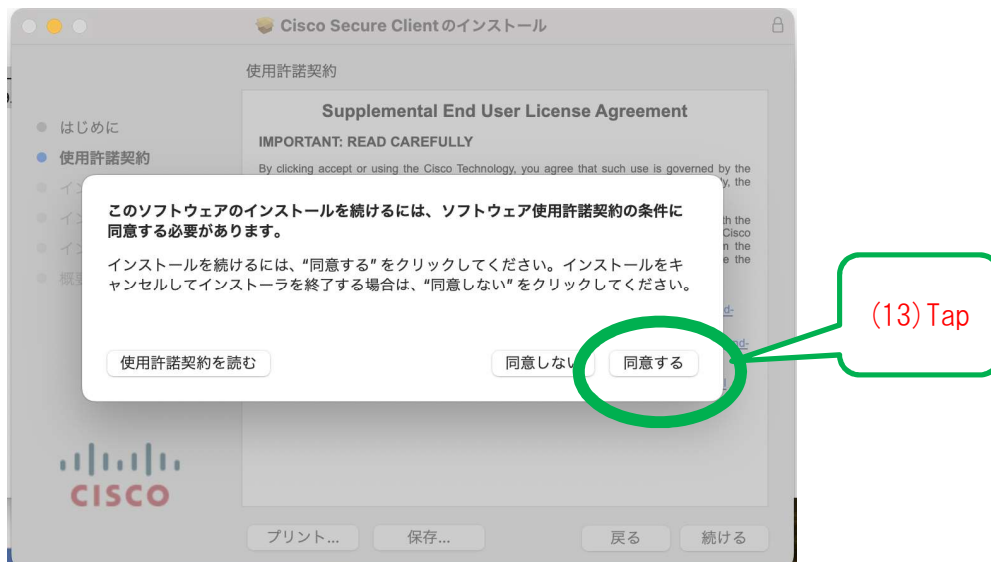 Cisco Secure Clientのインストール
使用許諾契約
はじめに
使用許諾契約
Supplemental End User License Agreement
IMPORTANT: READ CAREFULLY
By clicking accept or using the Cisco Technology, you agree that such use is governed by the
the
このソフトウェアのインストールを続けるには、ソフトウェア使用許諾契約の条件に
同意する必要があります。
インストールを続けるには、“同意する”をクリックしてください。インストールをキ
ャンセルしてインストーラを終了する場合は、“同意しない”をクリックしてください。
the
Cisco
the
the
使用許諾契約を読む
同意しない
同意する
(13)Tap
CISCO
プリント...
保存...
戻る
続ける